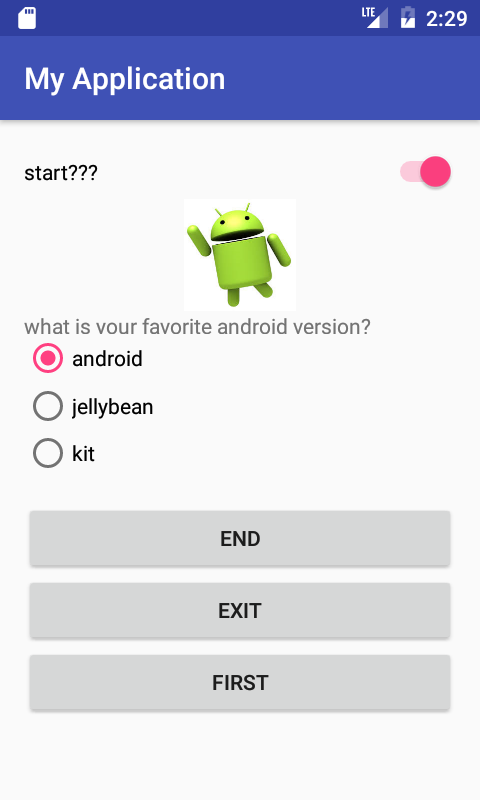 LTE 2:29
My Application
start???
what is your favorite android version?
android
jellybean
kit
END
EXIT
FIRST